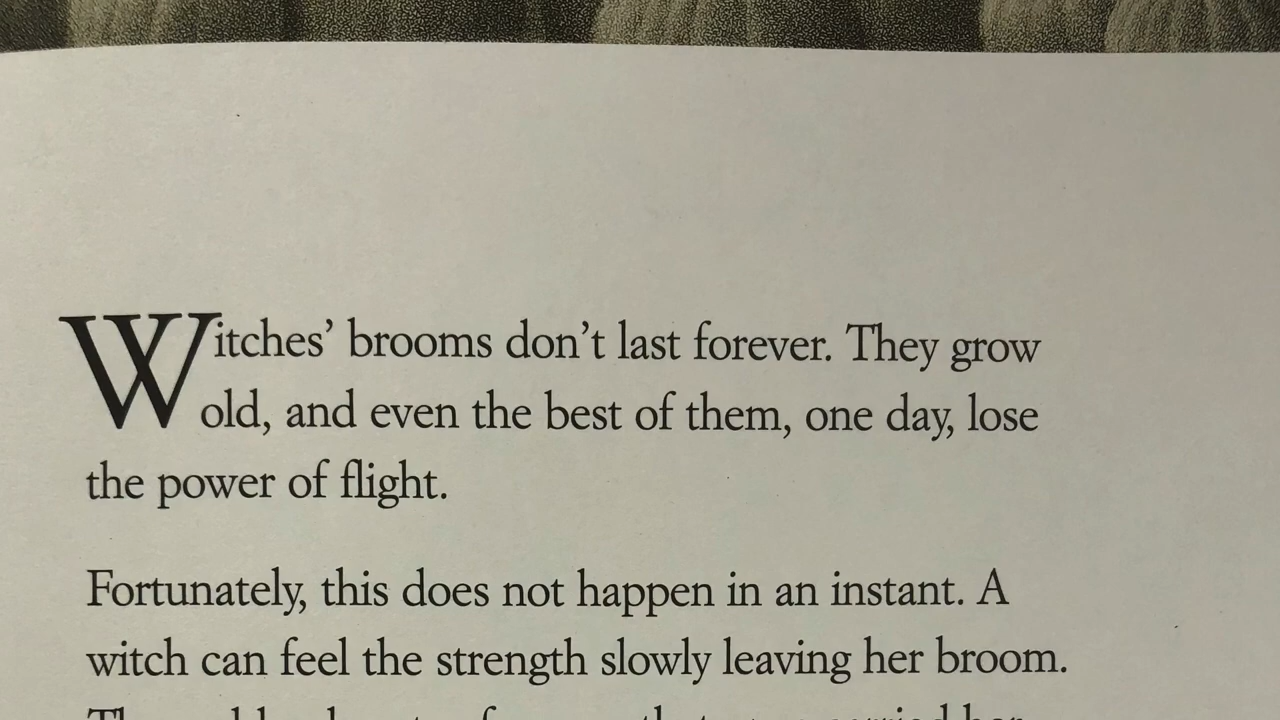 Witches’ brooms don’t last forever. They grow
old, and even the best of them, one day, lose
the power of flight.
Fortunately, this does not happen in an instant. A
witch can feel the strength slowly leaving her broom.